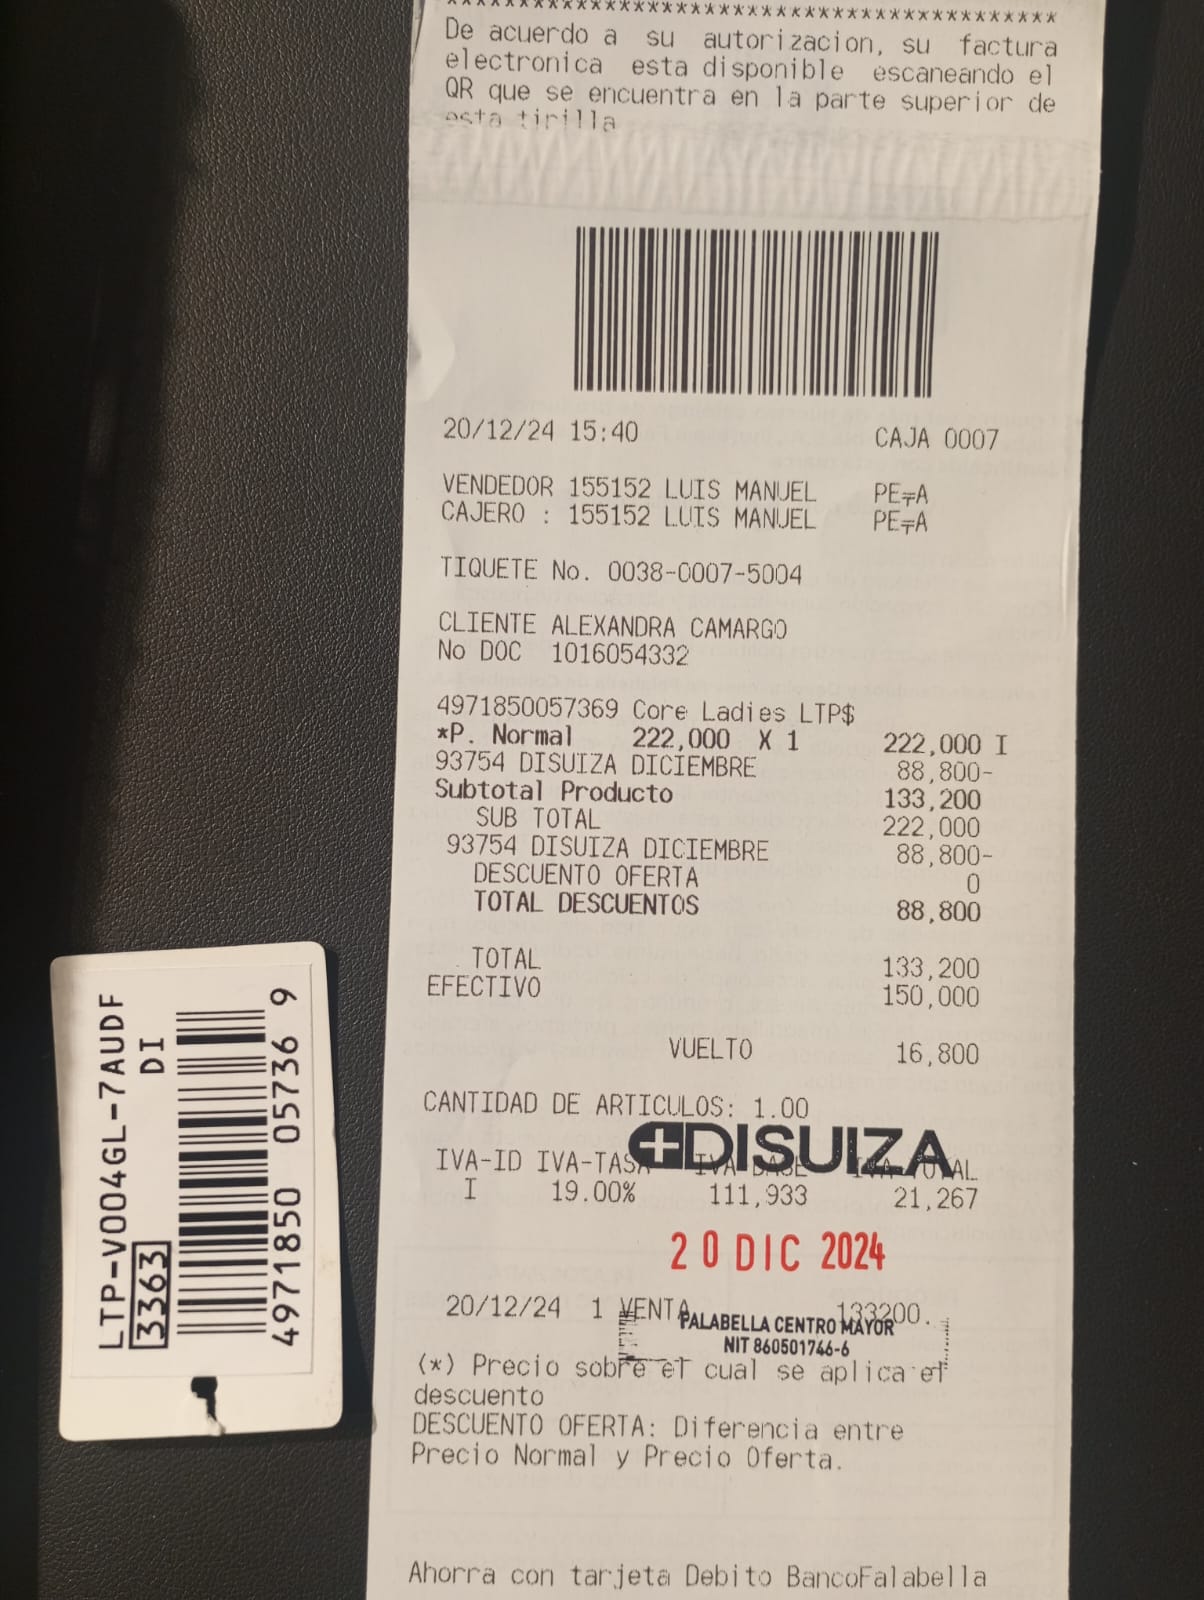 ****************************************
De acuerdo a su autorizacion, su factura
electronica esta disponible escaneando el
QR que se encuentra en la parte superior de
esta tirilla
20/12/24 15:40 CAJA 0007
VENDEDOR 155152 LUIS MANUEL PE╤A
CAJERO : 155152 LUIS MANUEL PE╤A
TIQUETE No. 0038-0007-5004
CLIENTE ALEXANDRA CAMARGO
No DOC 1016054332
4971850057369 Core Ladies LTP$
*P. Normal 222,000 X 1 222,000 I
93754 DISUIZA DICIEMBRE 88,800-
Subtotal Producto 133,200
SUB TOTAL 222,000
93754 DISUIZA DICIEMBRE 88,800-
DESCUENTO OFERTA 0
TOTAL DESCUENTOS 88,800
TOTAL 133,200
EFECTIVO 150,000
VUELTO 16,800
CANTIDAD DE ARTICULOS: 1.00
DISUIZA
IVA-ID IVA-TASA IVA BASE IVA-TOTAL
I 19.00% 111,933 21,267
20 DIC 2024
20/12/24 1 VENTA 133200.
FALABELLA CENTRO MAYOR
NIT 860501746-6
(*) Precio sobre el cual se aplica el
descuento
DESCUENTO OFERTA: Diferencia entre
Precio Normal y Precio Oferta.
Ahorra con tarjeta Debito BancoFalabella
LTP-V004GL-7AUDF
DI
3363
4971850 05736 9